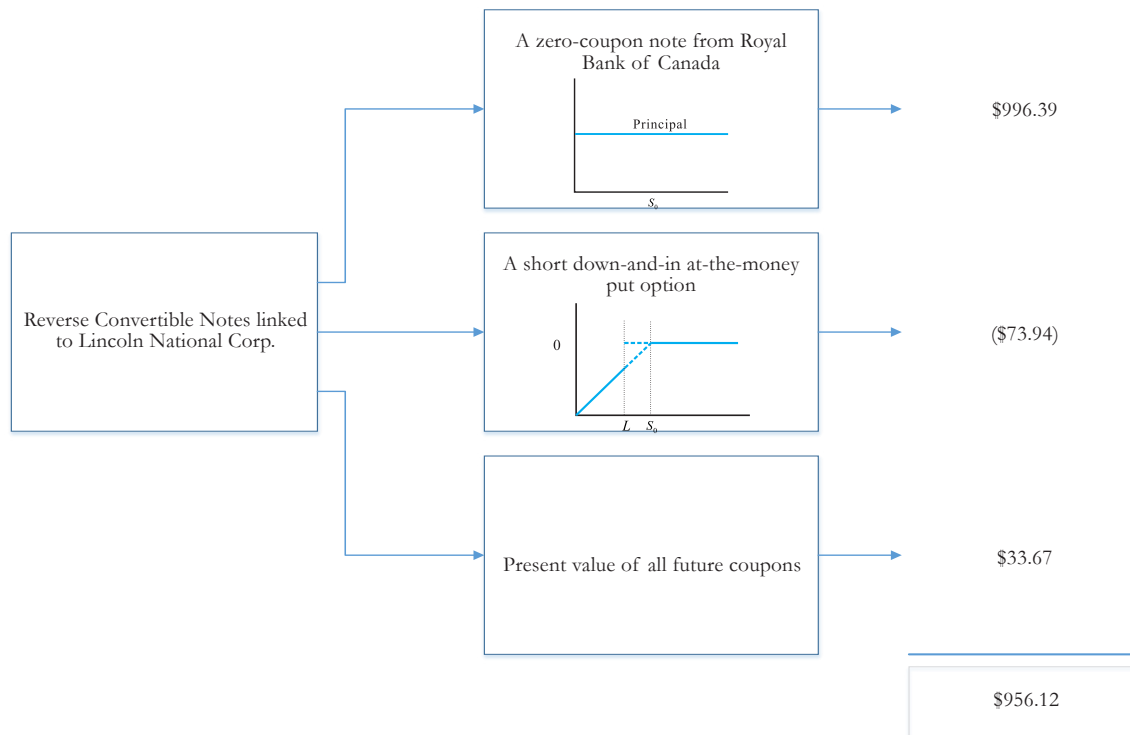 A zero-coupon note from Royal
Bank of Canada
Principal
S₀
$996.39
Reverse Convertible Notes linked
to Lincoln National Corp.
A short down-and-in at-the-money
put option
0
L S₀
($73.94)
Present value of all future coupons
$33.67
$956.12